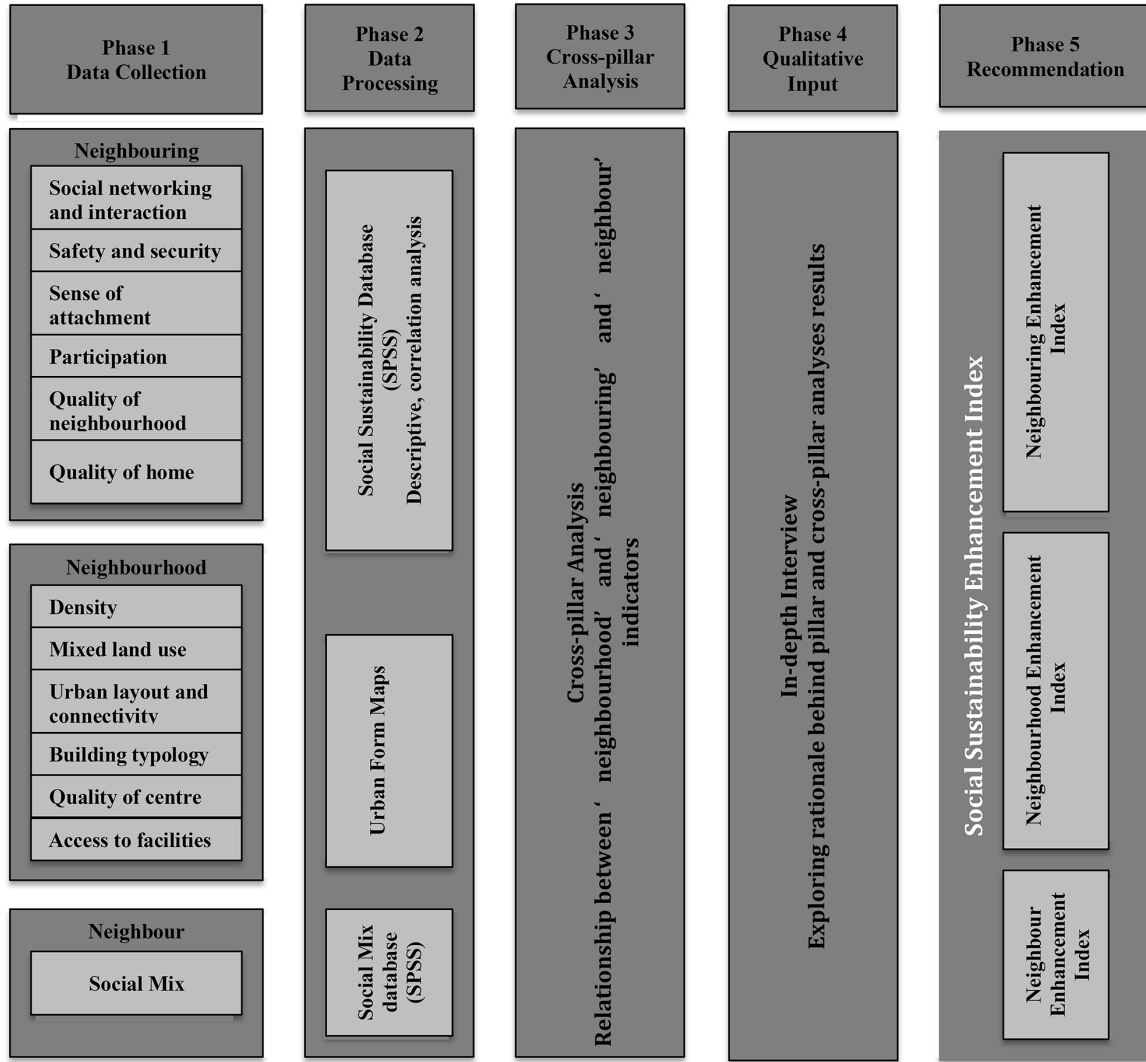 Phase 1
Data Collection
Phase 2
Data
Processing
Phase 3
Cross-pillar
Analysis
Phase 4
Qualitative
Input
Phase 5
Recommendation
Neighbouring
Social networking
and interaction
Safety and security
Sense of
attachment
Participation
Quality of
neighbourhood
Quality of home
Neighbourhood
Density
Mixed land use
Urban layout and
connectivity
Building typology
Quality of centre
Access to facilities
Neighbour
Social Mix
Social Sustainability Database
(SPSS)
Descriptive, correlation analysis
Urban Form Maps
Social Mix
database
(SPSS)
Cross-pillar Analysis
Relationship between ‘ neighbourhood’ and ‘ neighbouring’ and ‘ neighbour’
indicators
In-depth Interview
Exploring rationale behind pillar and cross-pillar analyses results
Social Sustainability Enhancement Index
Neighbouring Enhancement
Index
Neighbourhood Enhancement
Index
Neighbour
Enhancement
Index